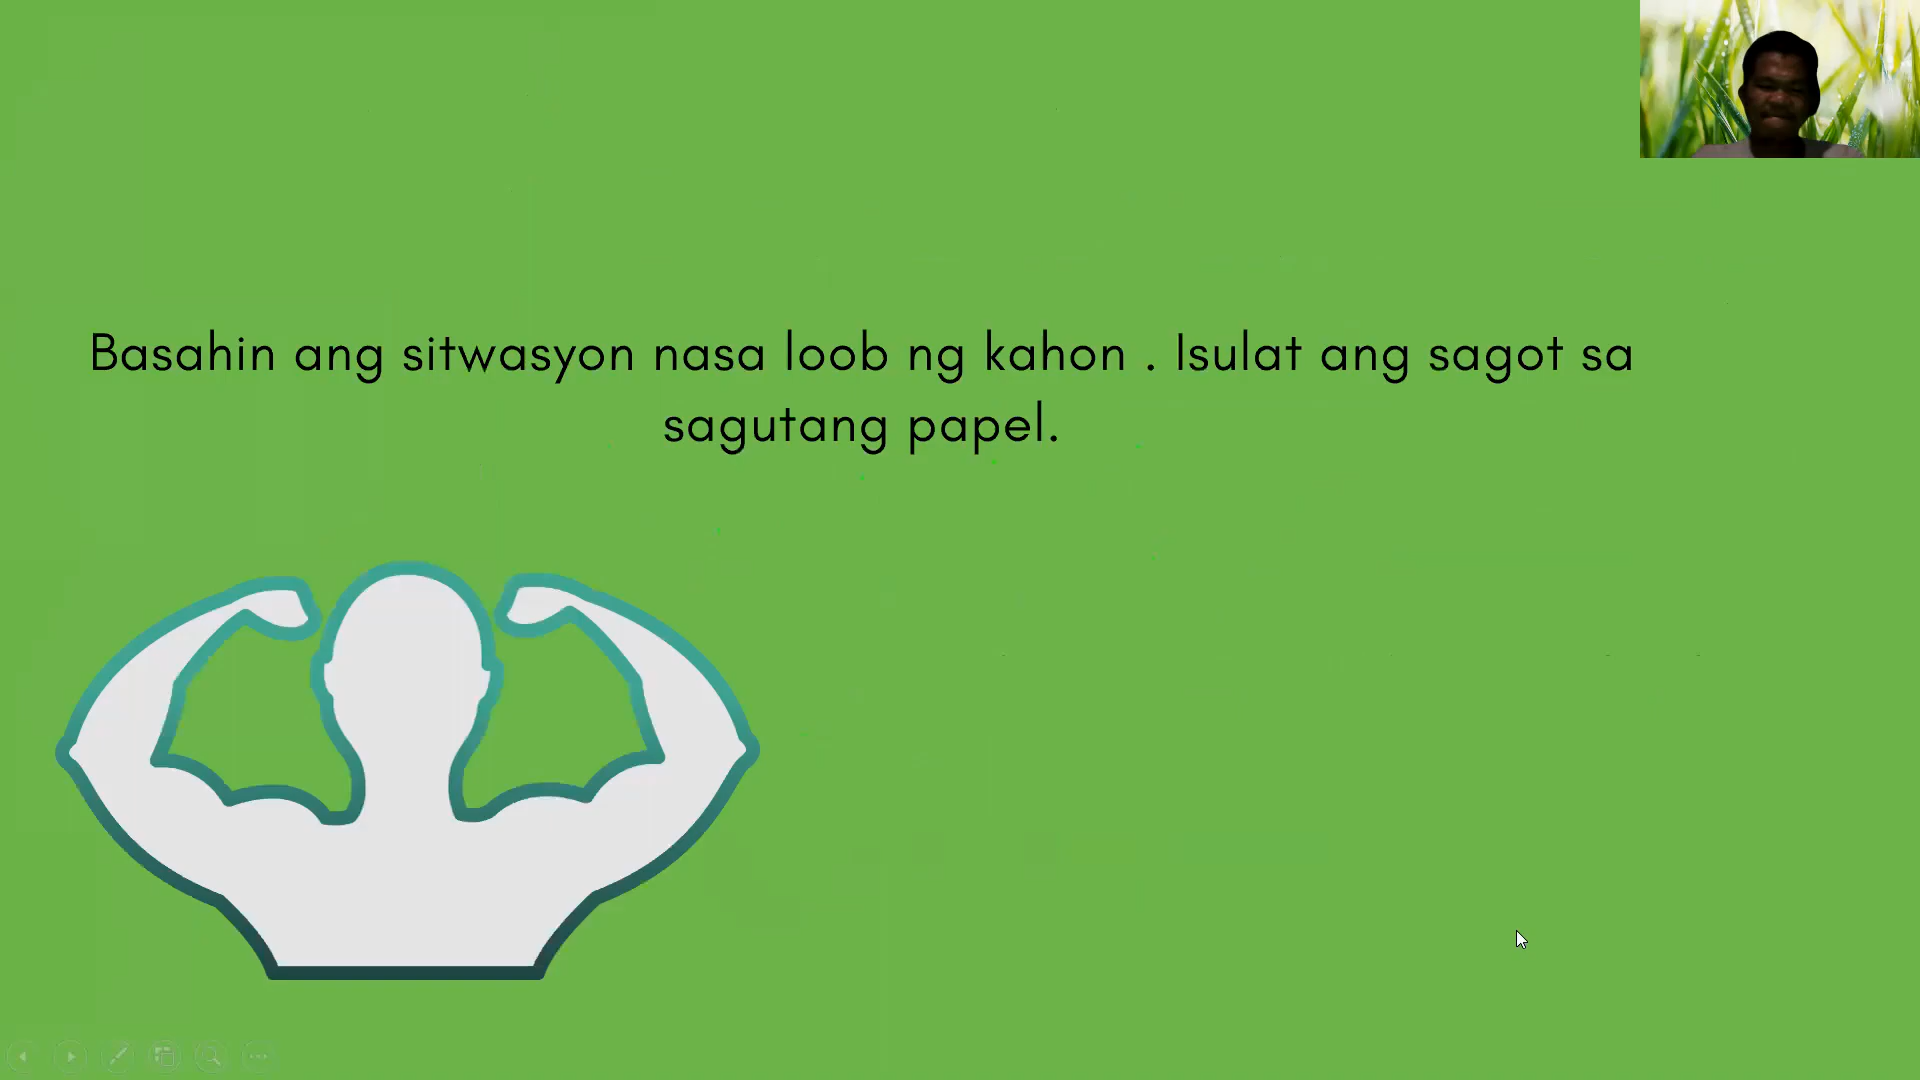 Basahin ang sitwasyon nasa loob ng kahon . Isulat ang sagot sa
sagutang papel.